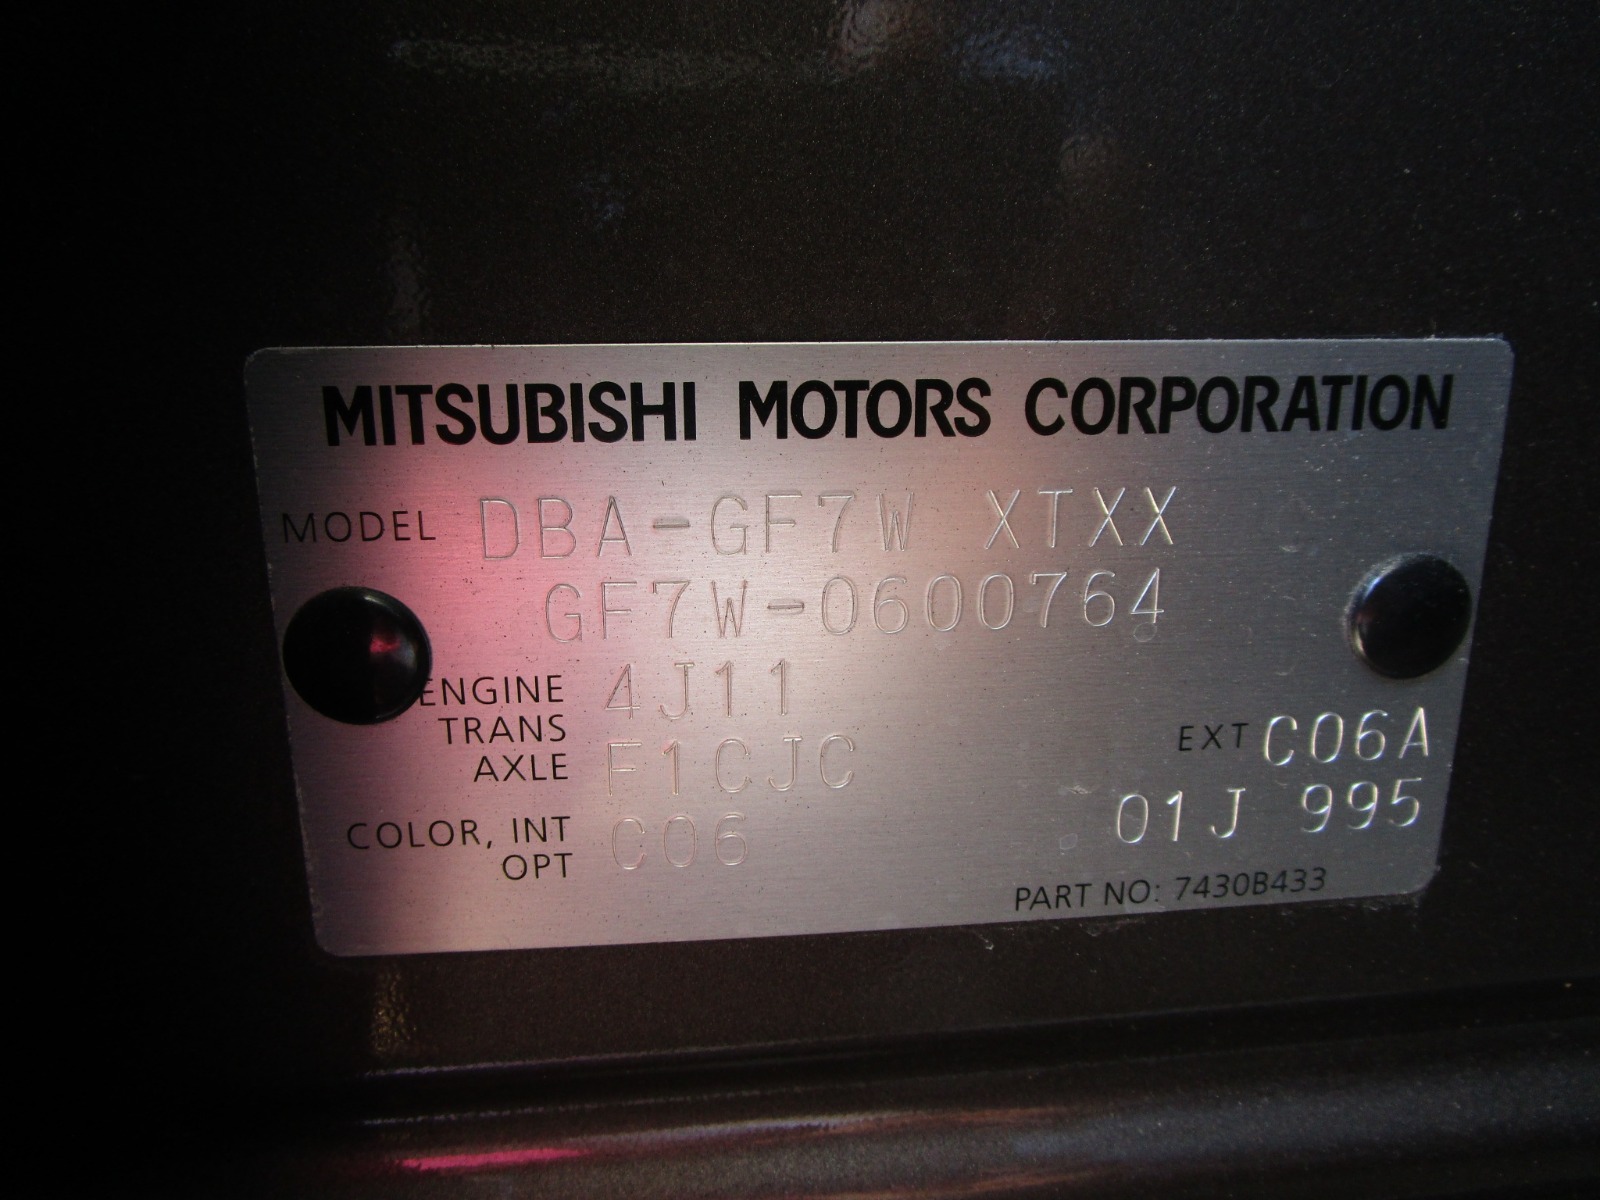 MITSUBISHI MOTORS CORPORATION
MODEL DBA-GF7W XTXX
GF7W-0600764
ENGINE 4J11
TRANS
AXLE F1CJC
EXT C06A
COLOR, INT C06
OPT
01J 995
PART NO: 7430B433